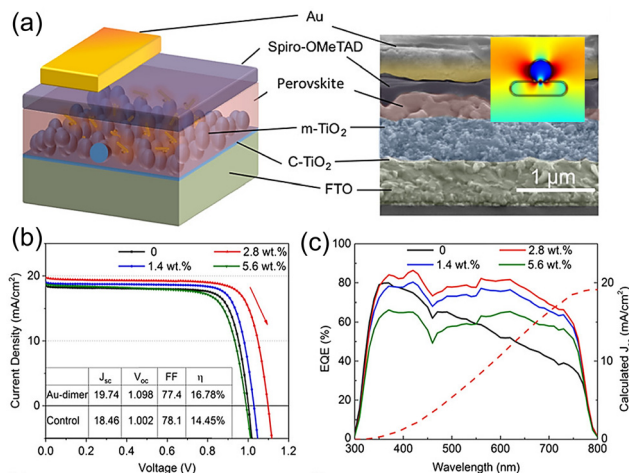 (a)
Au
Spiro-OMeTAD
Perovskite
m-TiO2
C-TiO2
FTO
1 μm
(b)
0
2.8 wt.%
1.4 wt.%
5.6 wt.%
Current Density (mA/cm2)
30
20
10
0
Jsc Voc FF η
Au-dimer 19.74 1.098 77.4 16.78%
Control 18.46 1.002 78.1 14.45%
0.0 0.2 0.4 0.6 0.8 1.0 1.2
Voltage (V)
(c)
0
2.8 wt.%
1.4 wt.%
5.6 wt.%
EQE (%)
100
80
60
40
20
0
300 400 500 600 700 800
Wavelength (nm)
20
10
0
Calculated J (mA/cm2)